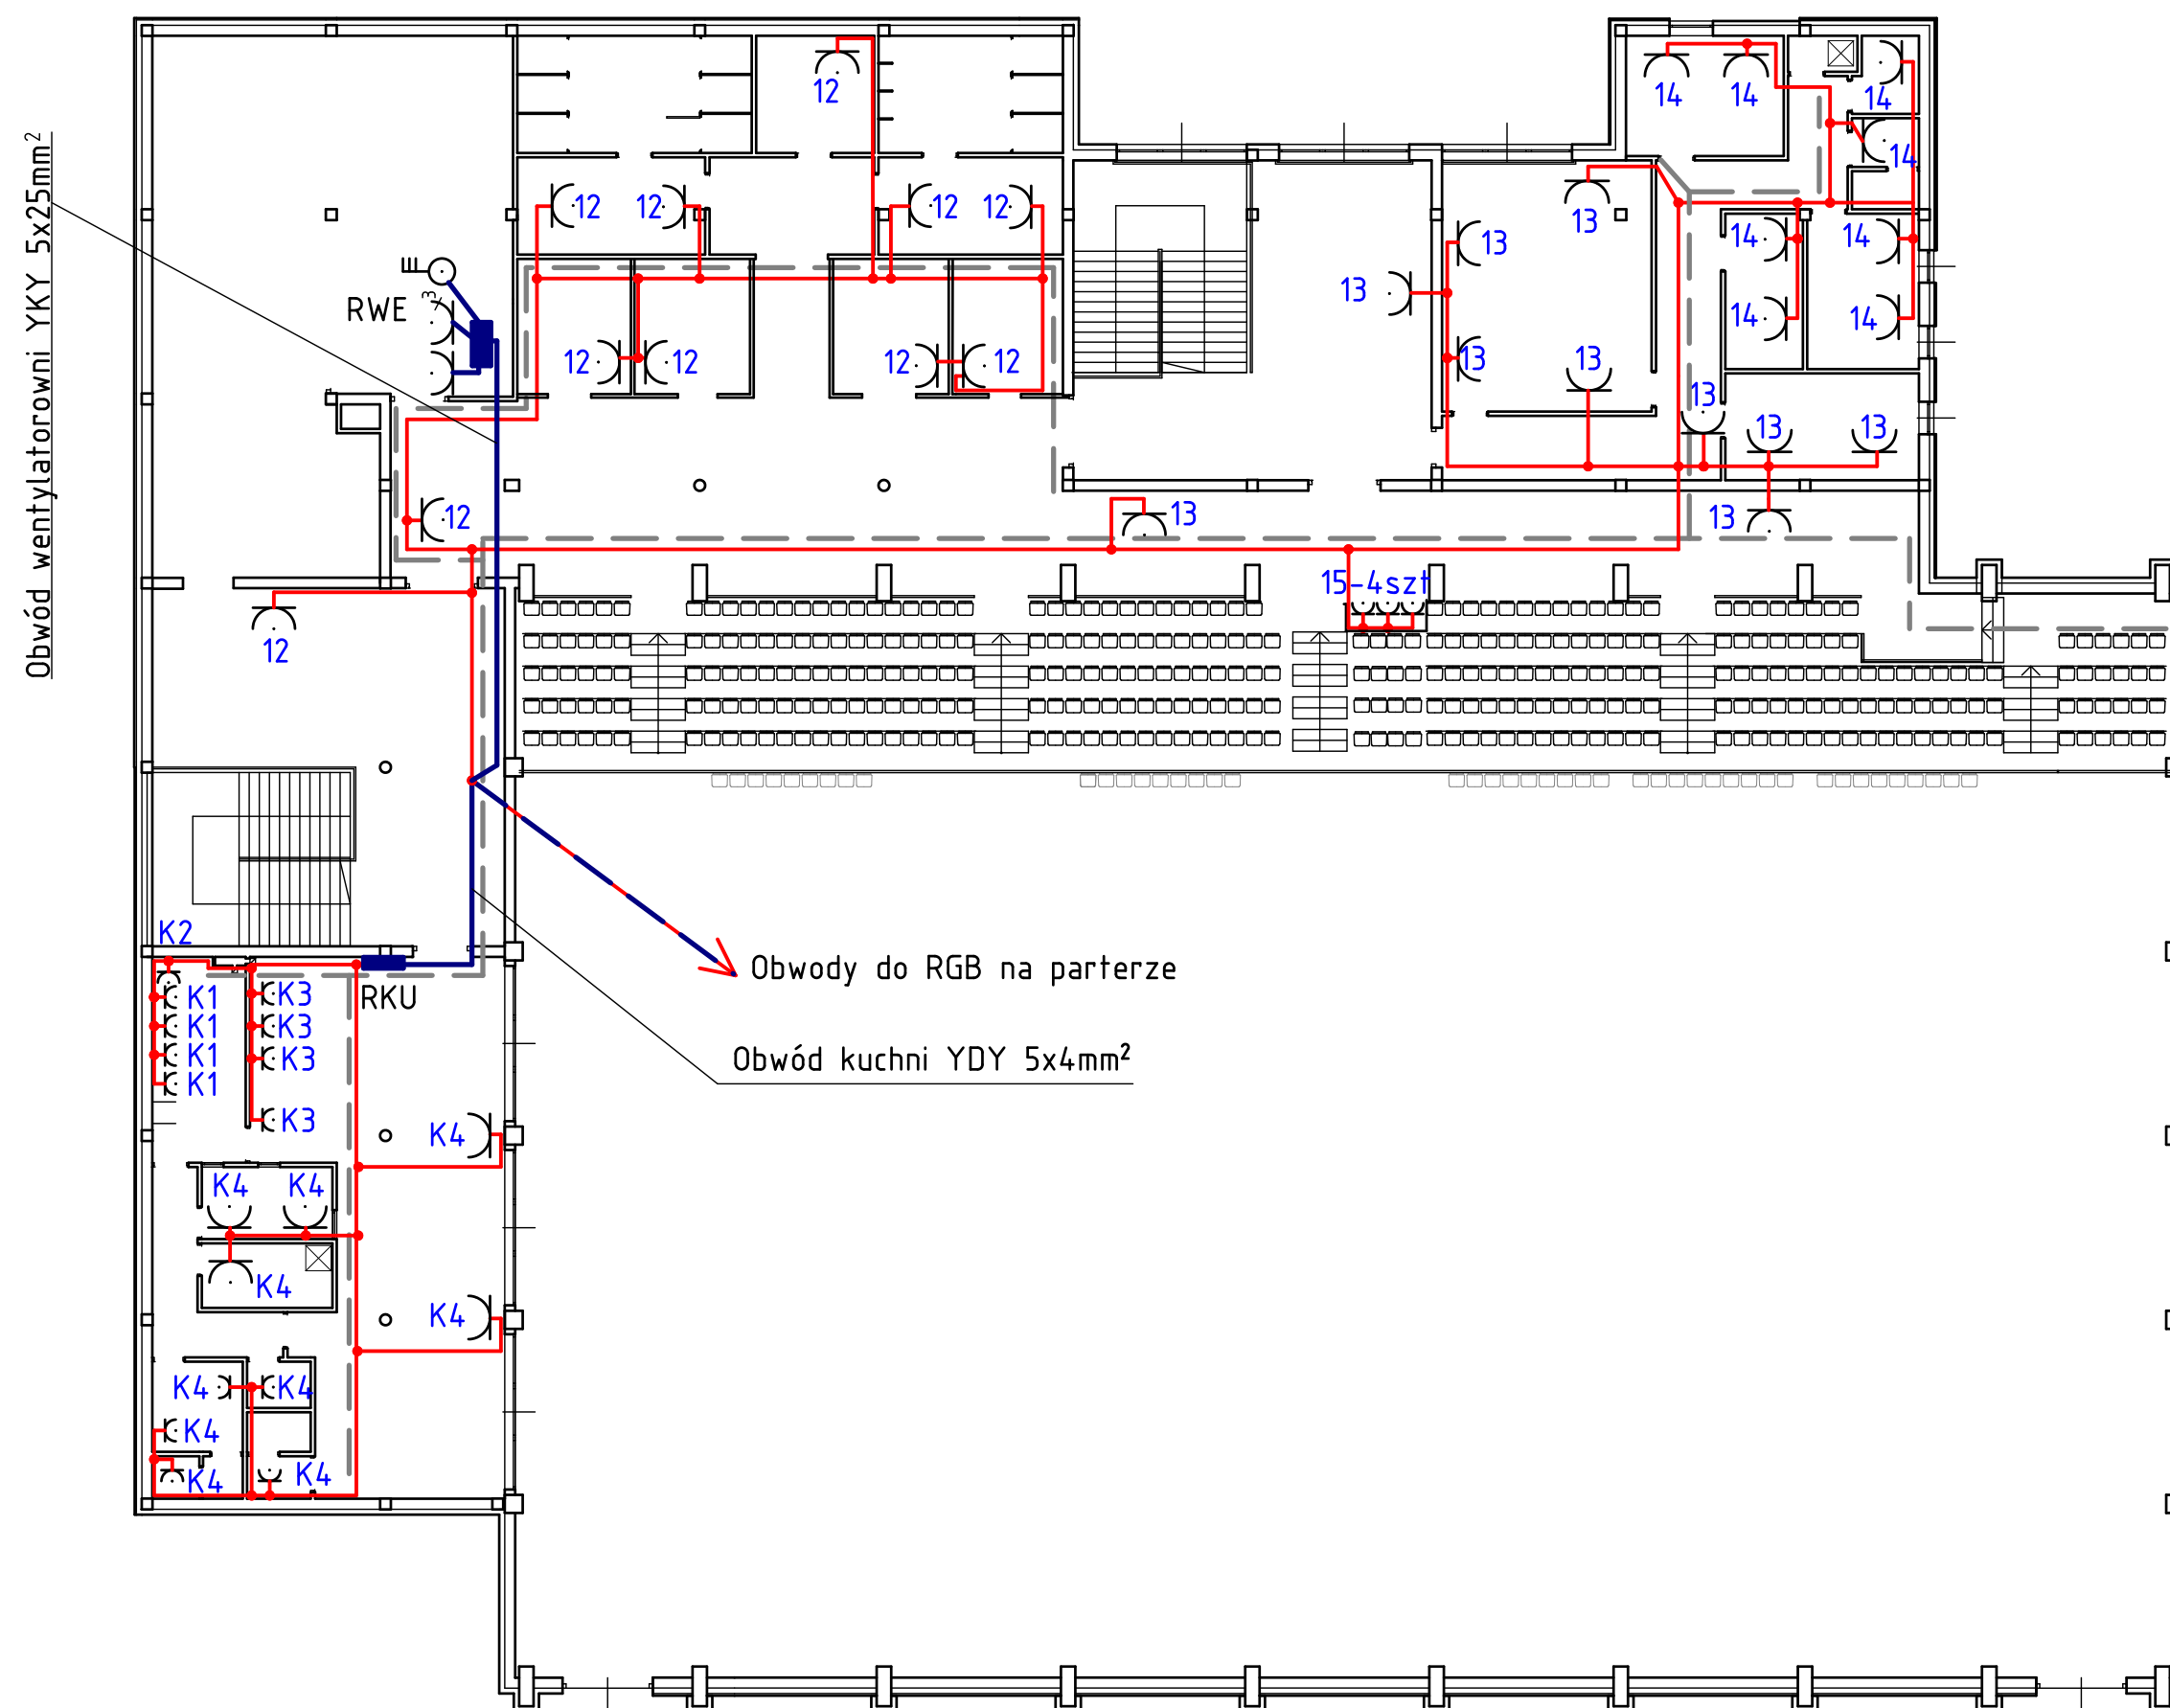 Obwód wentylatorowni YKY 5x25mm²
12
14
14
14
14
12
12
12
12
13
13
14
14
13
14
14
RWE
3
12
12
12
12
13
13
13
13
13
12
13
13
15-4szt
12
K2
Obwody do RGB na parterze
RKU
K1
K3
K1
K3
K1
K3
K1
K3
Obwód kuchni YDY 5x4mm²
K4
K4
K4
K4
K4
K4
K4
K4
K4
K4